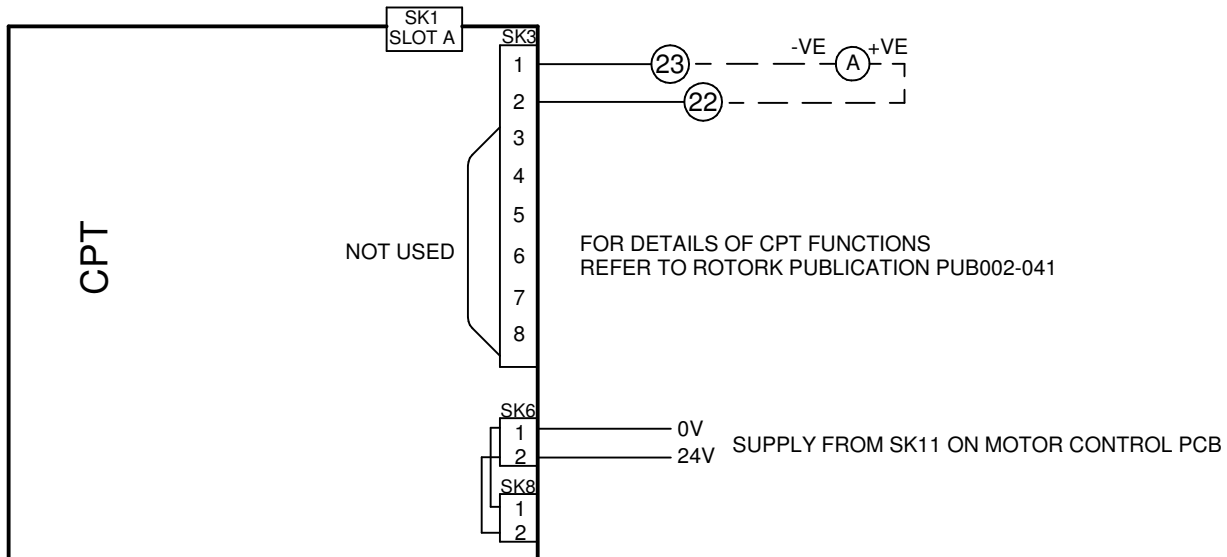 SK1
SLOT A
SK3
1
23
-VE
A
+VE
2
22
3
4
5
6
7
8
CPT
NOT USED
FOR DETAILS OF CPT FUNCTIONS
REFER TO ROTORK PUBLICATION PUB002-041
SK6
1
0V
2
24V
SUPPLY FROM SK11 ON MOTOR CONTROL PCB
SK8
1
2